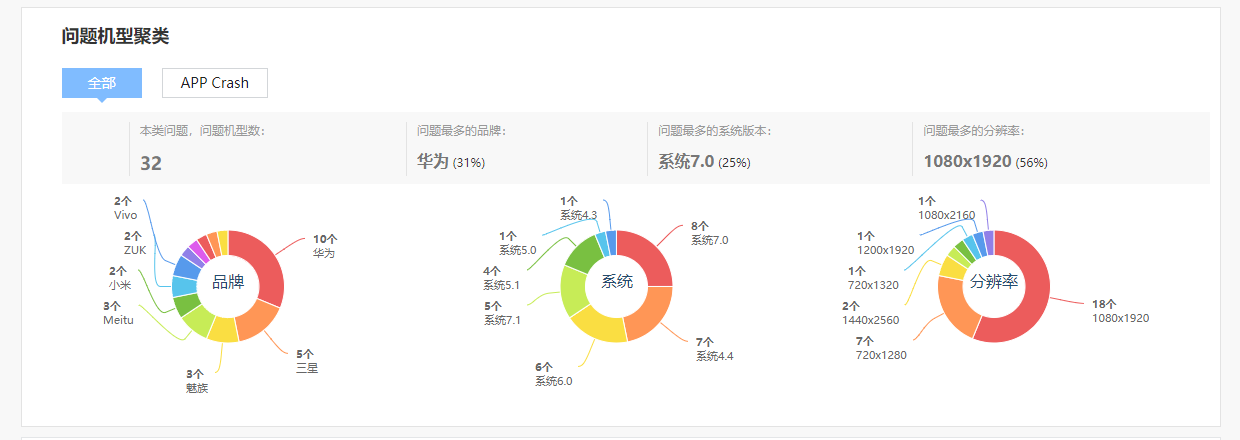 问题机型聚类
全部
APP Crash
本类问题，问题机型数：
32
问题最多的品牌：
华为 (31%)
问题最多的系统版本：
系统7.0 (25%)
问题最多的分辨率：
1080x1920 (56%)
2个
Vivo
2个
ZUK
2个
小米
3个
Meitu
3个
魅族
5个
三星
10个
华为
品牌
1个
系统4.3
1个
系统5.0
4个
系统5.1
5个
系统7.1
6个
系统6.0
7个
系统4.4
8个
系统7.0
系统
1个
1080x2160
1个
1200x1920
1个
720x1320
2个
1440x2560
7个
720x1280
18个
1080x1920
分辨率